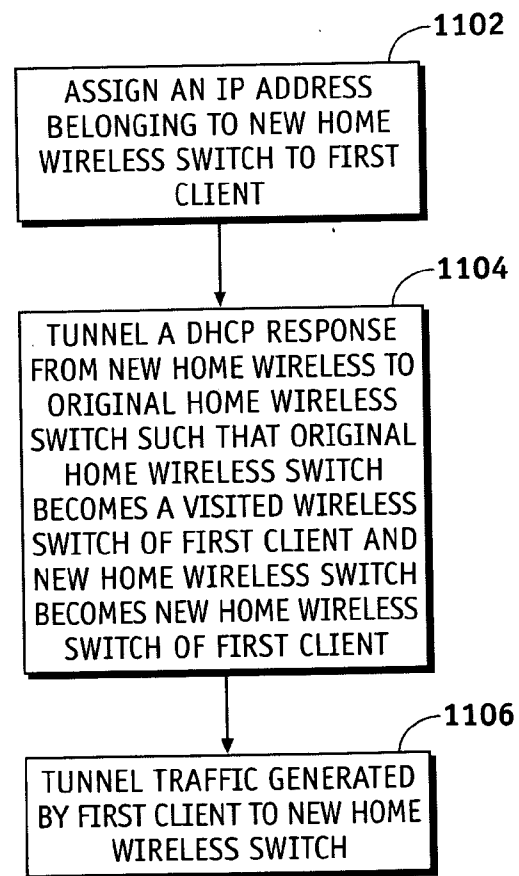 1102
ASSIGN AN IP ADDRESS
BELONGING TO NEW HOME
WIRELESS SWITCH TO FIRST
CLIENT
1104
TUNNEL A DHCP RESPONSE
FROM NEW HOME WIRELESS TO
ORIGINAL HOME WIRELESS
SWITCH SUCH THAT ORIGINAL
HOME WIRELESS SWITCH
BECOMES A VISITED WIRELESS
SWITCH OF FIRST CLIENT AND
NEW HOME WIRELESS SWITCH
BECOMES NEW HOME WIRELESS
SWITCH OF FIRST CLIENT
1106
TUNNEL TRAFFIC GENERATED
BY FIRST CLIENT TO NEW HOME
WIRELESS SWITCH